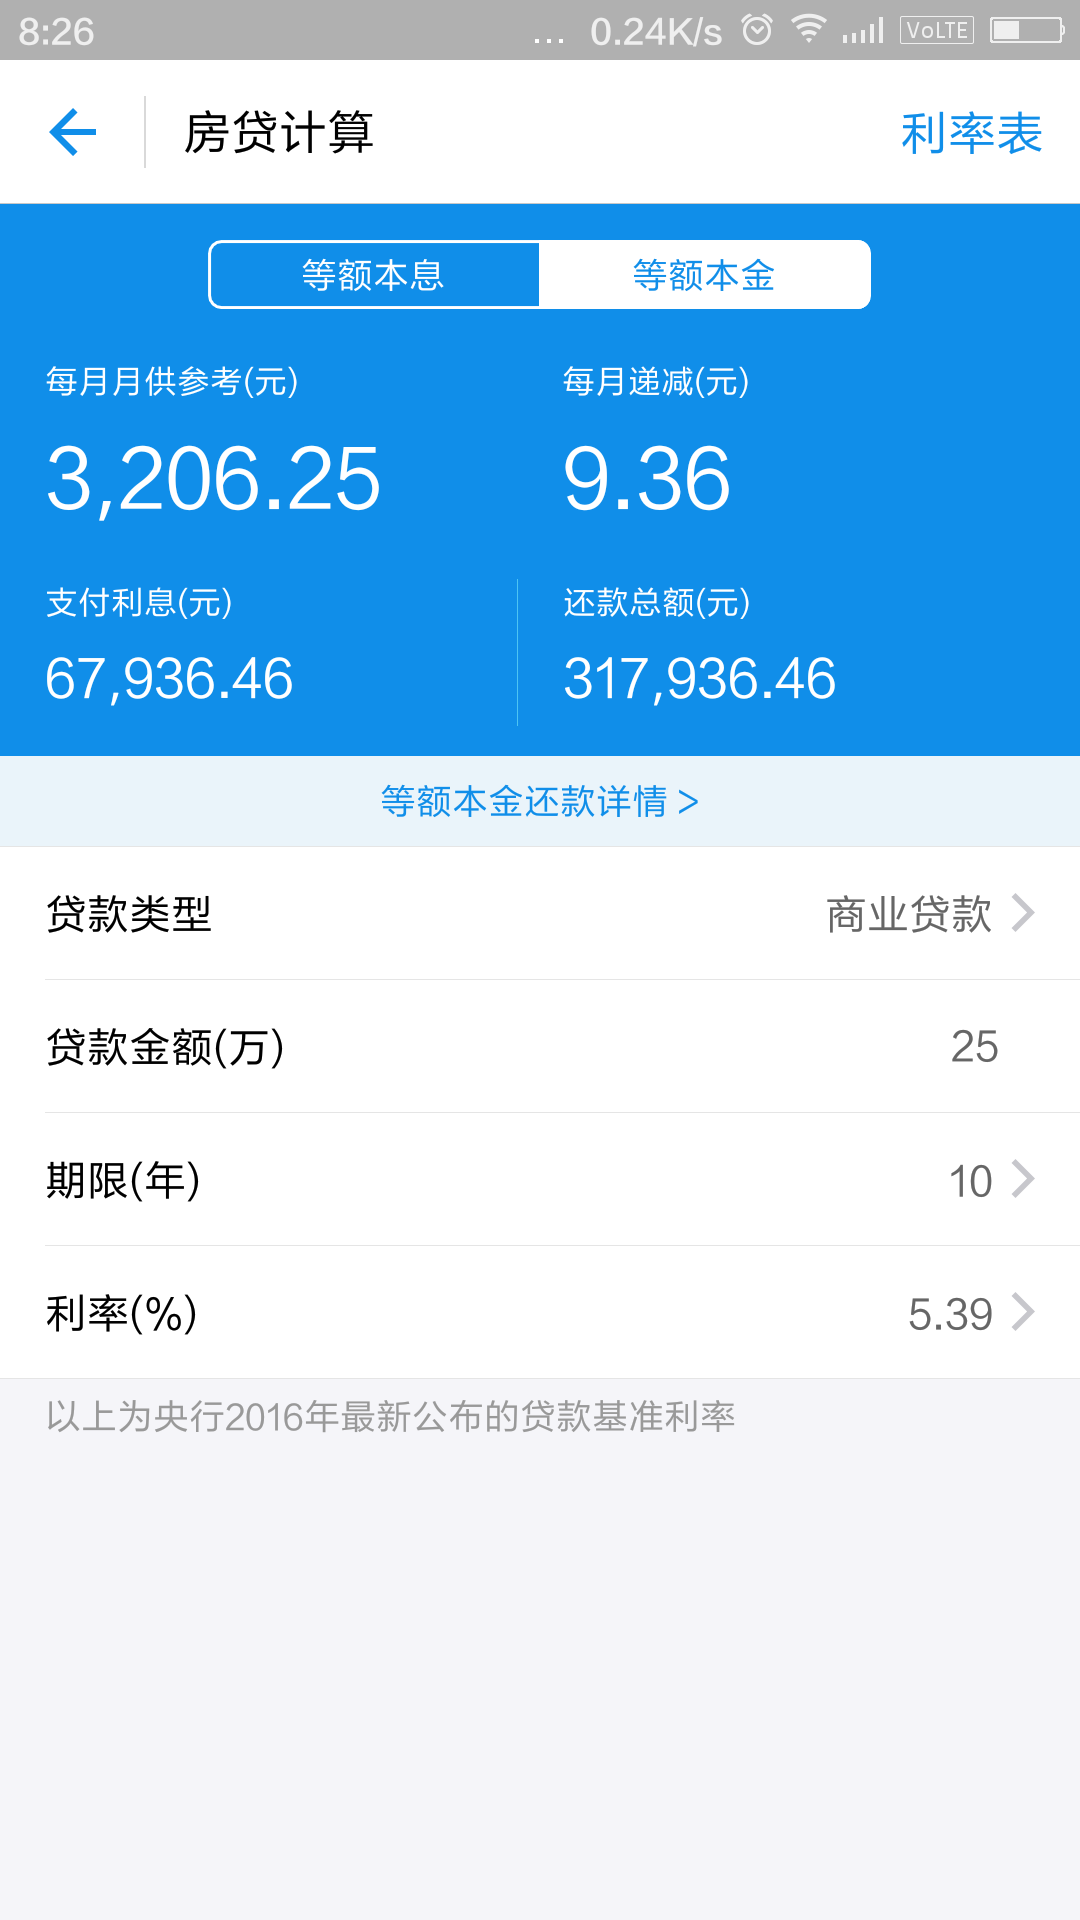 8:26 ... 0.24K/s VoLTE
房贷计算 利率表
等额本息 等额本金
每月月供参考(元) 每月递减(元)
3,206.25 9.36
支付利息(元) 还款总额(元)
67,936.46 317,936.46
等额本金还款详情 >
贷款类型 商业贷款
贷款金额(万) 25
期限(年) 10
利率(%) 5.39
以上为央行2016年最新公布的贷款基准利率